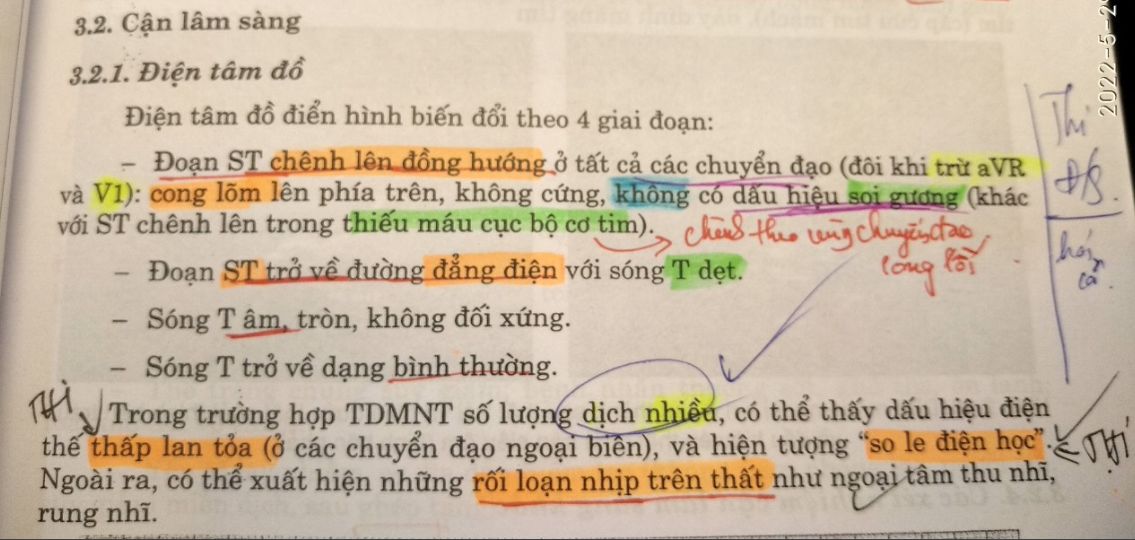 3.2. Cận lâm sàng
2022-5-2
3.2.1. Điện tâm đồ
Điện tâm đồ điển hình biến đổi theo 4 giai đoạn:
Thi
– Đoạn ST chênh lên đồng hướng ở tất cả các chuyển đạo (đôi khi trừ aVR
và V1): cong lõm lên phía trên, không cứng, không có dấu hiệu soi gương (khác
ĐS.
với ST chênh lên trong thiếu máu cục bộ cơ tim).
chênh theo vùng chuyển đạo
cong lồi
– Đoạn ST trở về đường đẳng điện với sóng T dẹt.
– Sóng T âm, tròn, không đối xứng.
– Sóng T trở về dạng bình thường.
Thi
Trong trường hợp TDMNT số lượng dịch nhiều, có thể thấy dấu hiệu điện
thế thấp lan tỏa (ở các chuyển đạo ngoại biên), và hiện tượng “so le điện học”.
Thi
Ngoài ra, có thể xuất hiện những rối loạn nhịp trên thất như ngoại tâm thu nhĩ,
rung nhĩ.